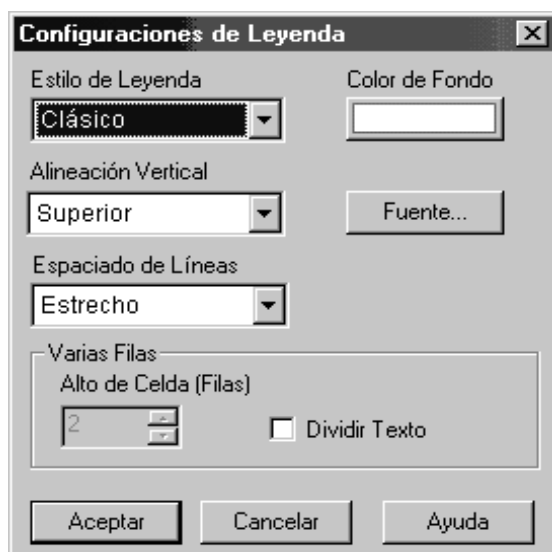 Configuraciones de Leyenda
Estilo de Leyenda
Color de Fondo
Clásico
Alineación Vertical
Superior
Fuente...
Espaciado de Líneas
Estrecho
Varias Filas
Alto de Celda (Filas)
2
Dividir Texto
Aceptar
Cancelar
Ayuda